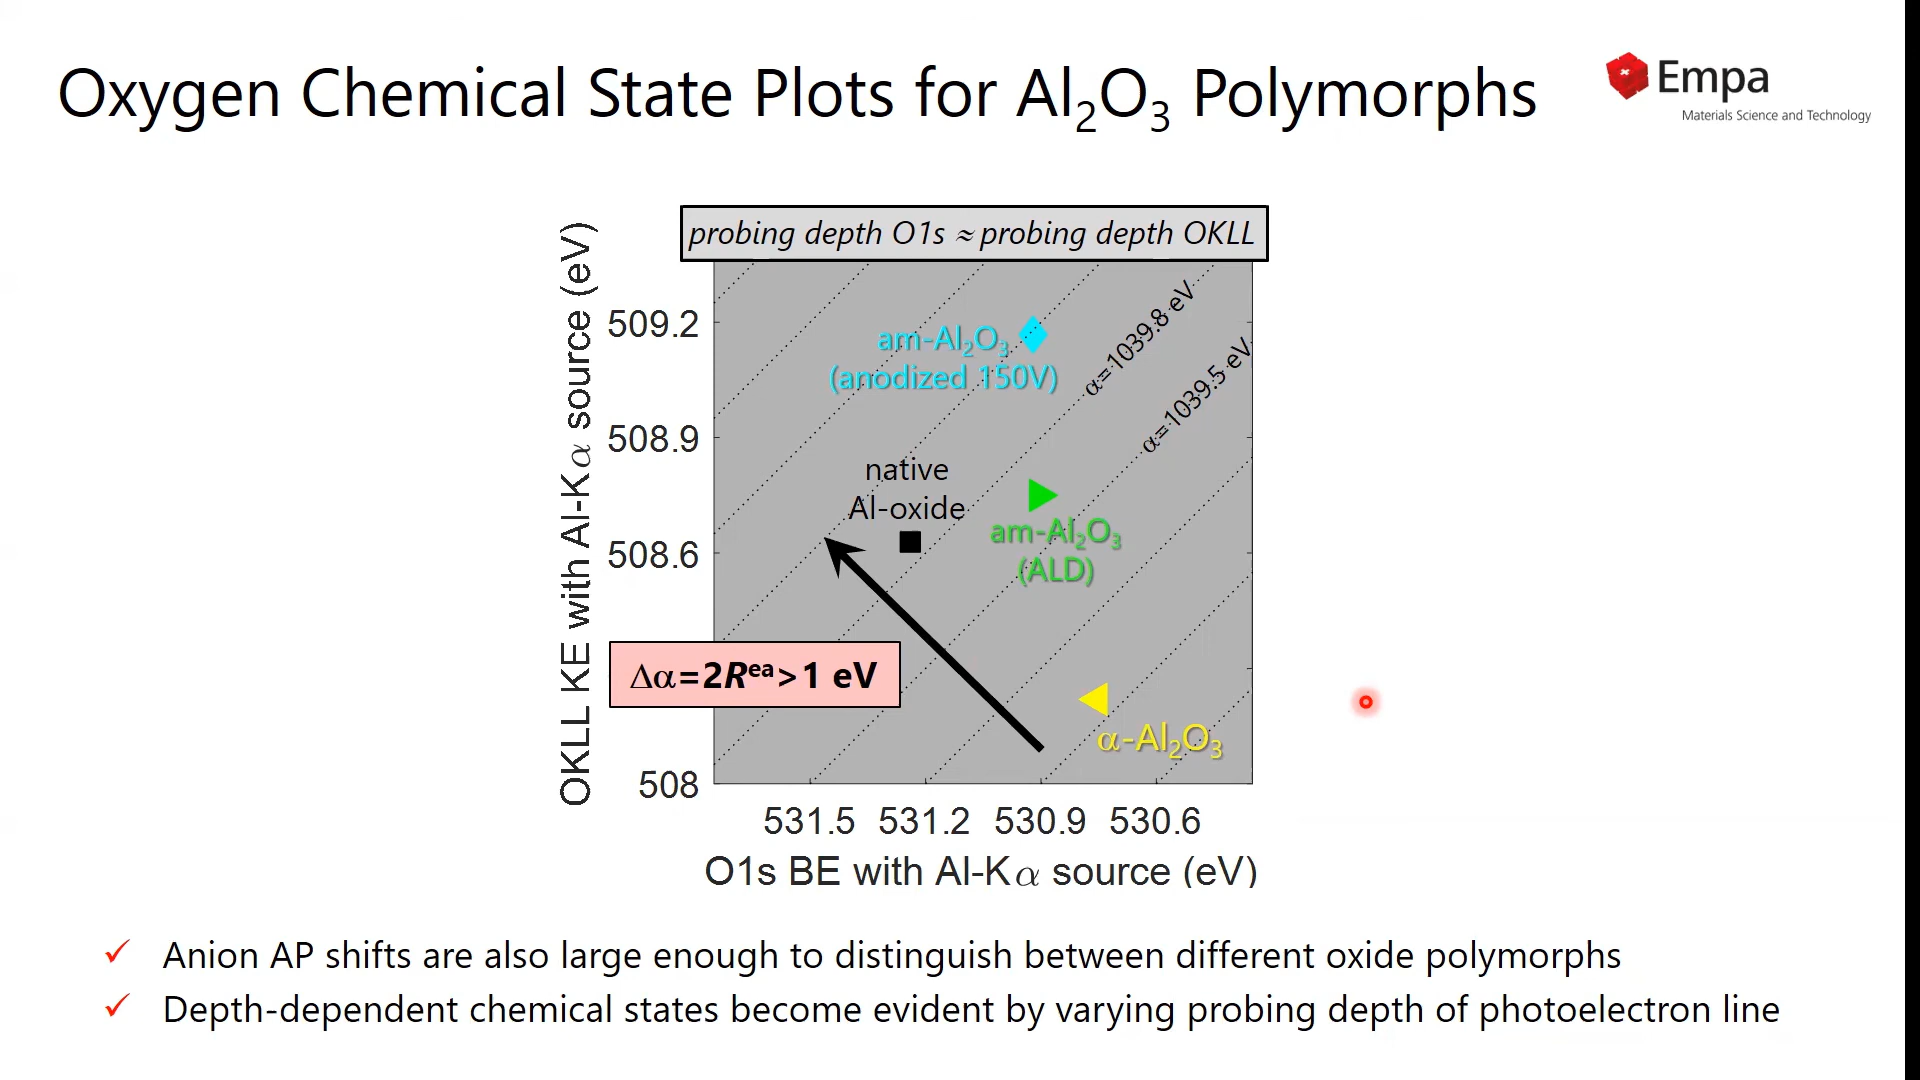 Oxygen Chemical State Plots for Al₂O₃ Polymorphs
Empa
Materials Science and Technology
probing depth O1s ≈ probing depth OKLL
OKLL KE with Al-Kα source (eV)
509.2
508.9
508.6
508
am-Al₂O₃
(anodized 150V)
α=1039.8 eV
α=1039.5 eV
native
Al-oxide
am-Al₂O₃
(ALD)
Δα=2Rᵉᵃ>1 eV
α-Al₂O₃
531.5 531.2 530.9 530.6
O1s BE with Al-Kα source (eV)
✓ Anion AP shifts are also large enough to distinguish between different oxide polymorphs
✓ Depth-dependent chemical states become evident by varying probing depth of photoelectron line